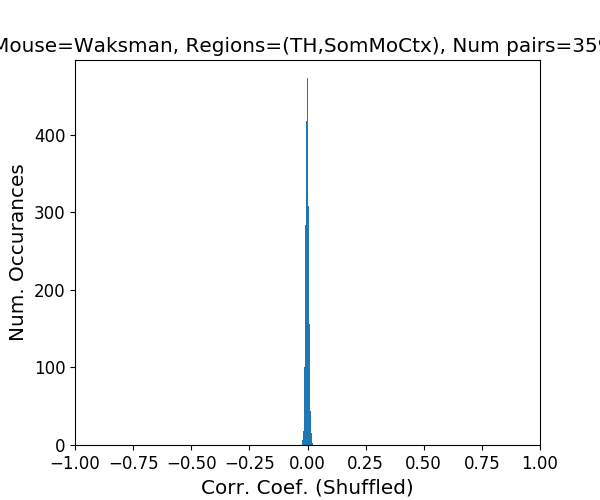 Mouse=Waksman, Regions=(TH,SomMoCtx), Num pairs=359
400
300
200
100
0
Num. Occurances
−1.00 −0.75 −0.50 −0.25 0.00 0.25 0.50 0.75 1.00
Corr. Coef. (Shuffled)